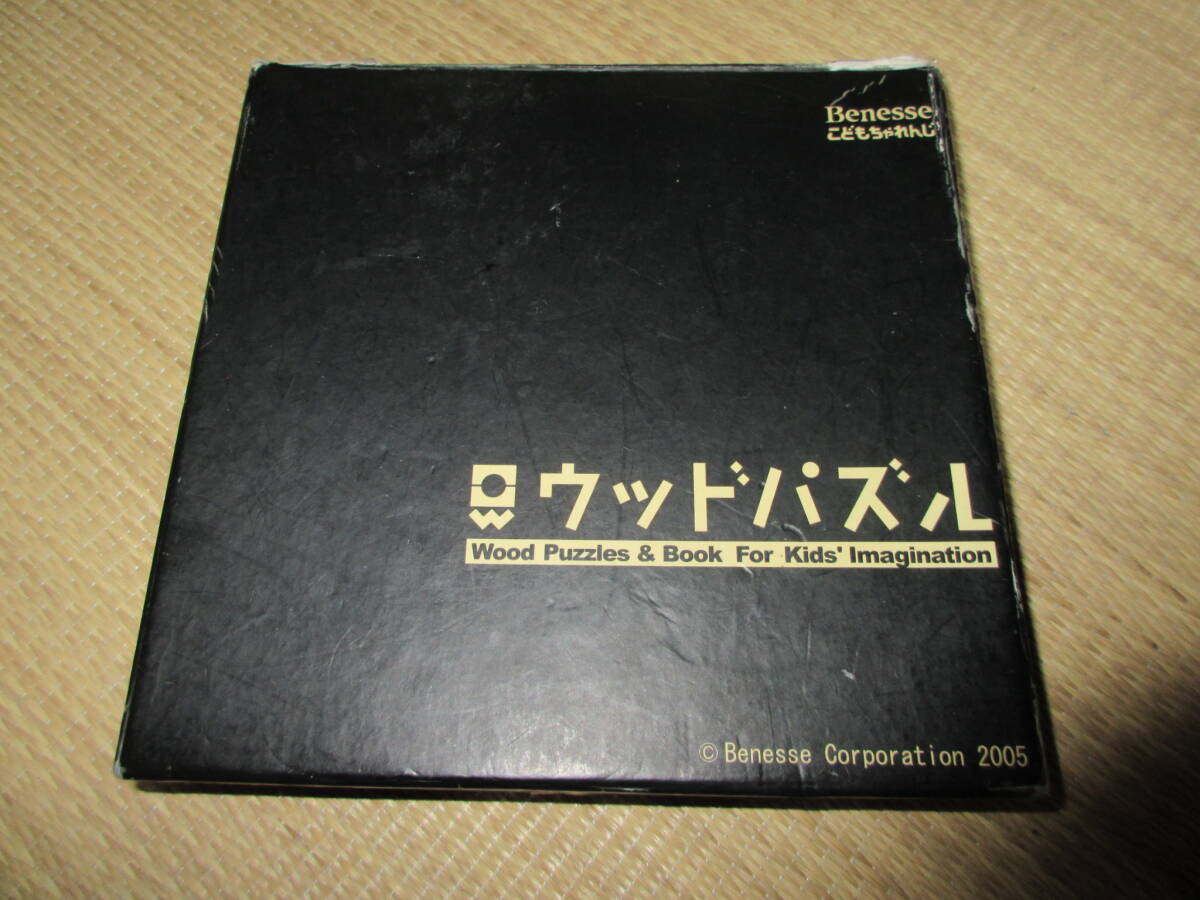 Benesse
こどもちゃれんじ
ウッドパズル
Wood Puzzles & Book For Kids' Imagination
© Benesse Corporation 2005